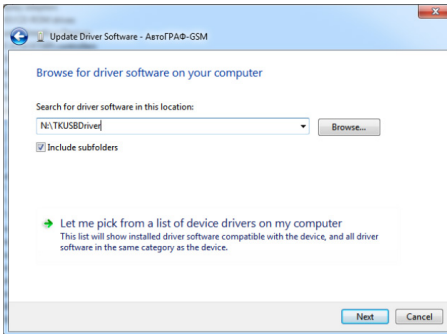 Update Driver Software - АвтоГРАФ-GSM
Browse for driver software on your computer
Search for driver software in this location:
N:\TKUSBDriver
Browse...
Include subfolders
Let me pick from a list of device drivers on my computer
This list will show installed driver software compatible with the device, and all driver
software in the same category as the device.
Next
Cancel